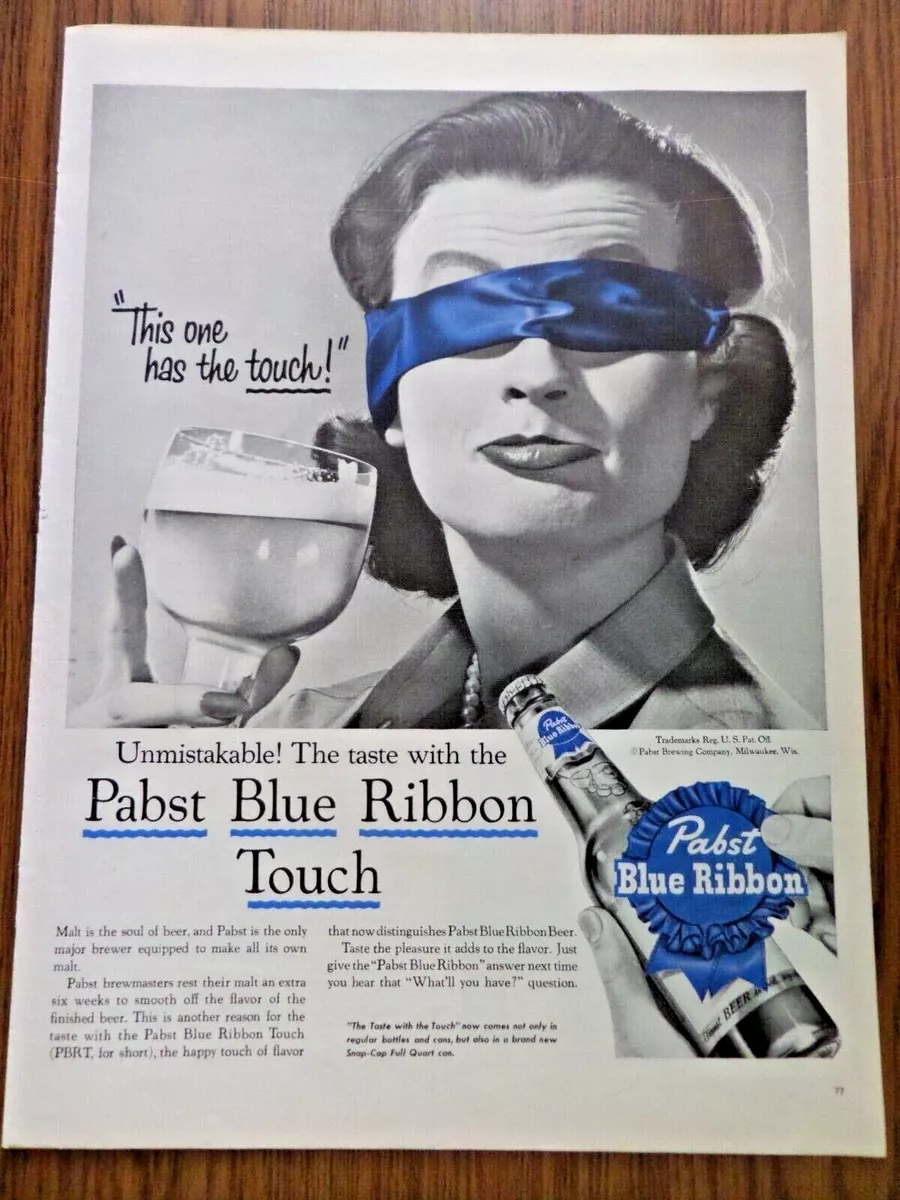 "This one
has the touch!"
Unmistakable! The taste with the
Pabst Blue Ribbon
Touch
Trademarks Reg. U. S. Pat. Off.
© Pabst Brewing Company, Milwaukee, Wis.
Pabst
Blue Ribbon
Pabst
Blue Ribbon
Malt is the soul of beer, and Pabst is the only
major brewer equipped to make all its own
malt.
Pabst brewmasters rest their malt an extra
six weeks to smooth off the flavor of the
finished beer. This is another reason for the
taste with the Pabst Blue Ribbon Touch
(PBRT, for short), the happy touch of flavor
that now distinguishes Pabst Blue Ribbon Beer.
Taste the pleasure it adds to the flavor. Just
give the "Pabst Blue Ribbon" answer next time
you hear that "What'll you have?" question.
"The Taste with the Touch" now comes not only in
regular bottles and cans, but also in a brand new
Snap-Cap Full Quart can.
BEER
77